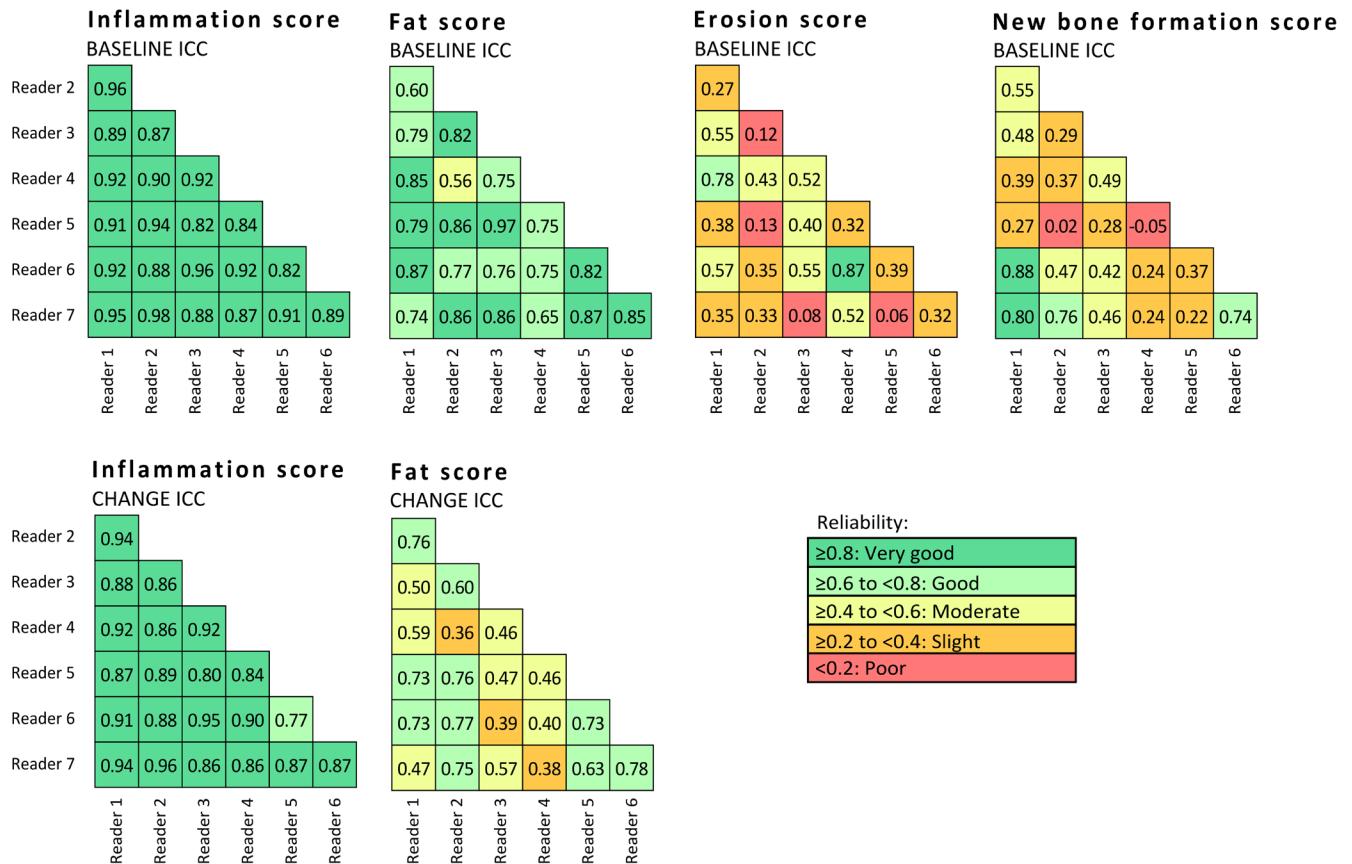 Inflammation score
BASELINE ICC
Reader 2 0.96
Reader 3 0.89 0.87
Reader 4 0.92 0.90 0.92
Reader 5 0.91 0.94 0.82 0.84
Reader 6 0.92 0.88 0.96 0.92 0.82
Reader 7 0.95 0.98 0.88 0.87 0.91 0.89
Reader 1 Reader 2 Reader 3 Reader 4 Reader 5 Reader 6
Fat score
BASELINE ICC
0.60
0.79 0.82
0.85 0.56 0.75
0.79 0.86 0.97 0.75
0.87 0.77 0.76 0.75 0.82
0.74 0.86 0.86 0.65 0.87 0.85
Reader 1 Reader 2 Reader 3 Reader 4 Reader 5 Reader 6
Erosion score
BASELINE ICC
0.27
0.55 0.12
0.78 0.43 0.52
0.38 0.13 0.40 0.32
0.57 0.35 0.55 0.87 0.39
0.35 0.33 0.08 0.52 0.06 0.32
Reader 1 Reader 2 Reader 3 Reader 4 Reader 5 Reader 6
New bone formation score
BASELINE ICC
0.55
0.48 0.29
0.39 0.37 0.49
0.27 0.02 0.28 -0.05
0.88 0.47 0.42 0.24 0.37
0.80 0.76 0.46 0.24 0.22 0.74
Reader 1 Reader 2 Reader 3 Reader 4 Reader 5 Reader 6
Inflammation score
CHANGE ICC
Reader 2 0.94
Reader 3 0.88 0.86
Reader 4 0.92 0.86 0.92
Reader 5 0.87 0.89 0.80 0.84
Reader 6 0.91 0.88 0.95 0.90 0.77
Reader 7 0.94 0.96 0.86 0.86 0.87 0.87
Reader 1 Reader 2 Reader 3 Reader 4 Reader 5 Reader 6
Fat score
CHANGE ICC
0.76
0.50 0.60
0.59 0.36 0.46
0.73 0.76 0.47 0.46
0.73 0.77 0.39 0.40 0.73
0.47 0.75 0.57 0.38 0.63 0.78
Reader 1 Reader 2 Reader 3 Reader 4 Reader 5 Reader 6
Reliability:
≥0.8: Very good
≥0.6 to <0.8: Good
≥0.4 to <0.6: Moderate
≥0.2 to <0.4: Slight
<0.2: Poor